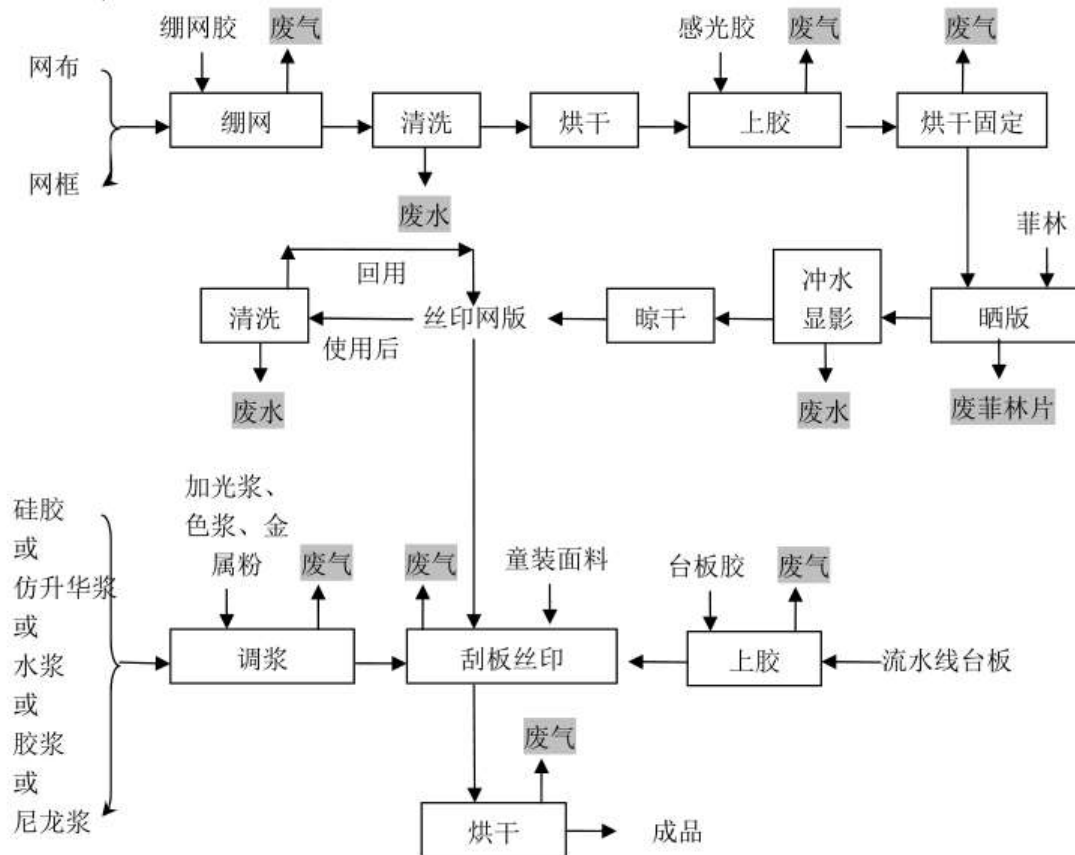 绷网胶
废气
感光胶
废气
废气
网布
绷网
清洗
烘干
上胶
烘干固定
网框
废水
菲林
回用
清洗
丝印网版
晾干
冲水
显影
晒版
使用后
废水
废水
废菲林片
硅胶
或
仿升华浆
或
水浆
或
胶浆
或
尼龙浆
加光浆、
色浆、金
属粉
废气
废气
童装面料
台板胶
废气
调浆
刮板丝印
上胶
流水线台板
废气
烘干
成品